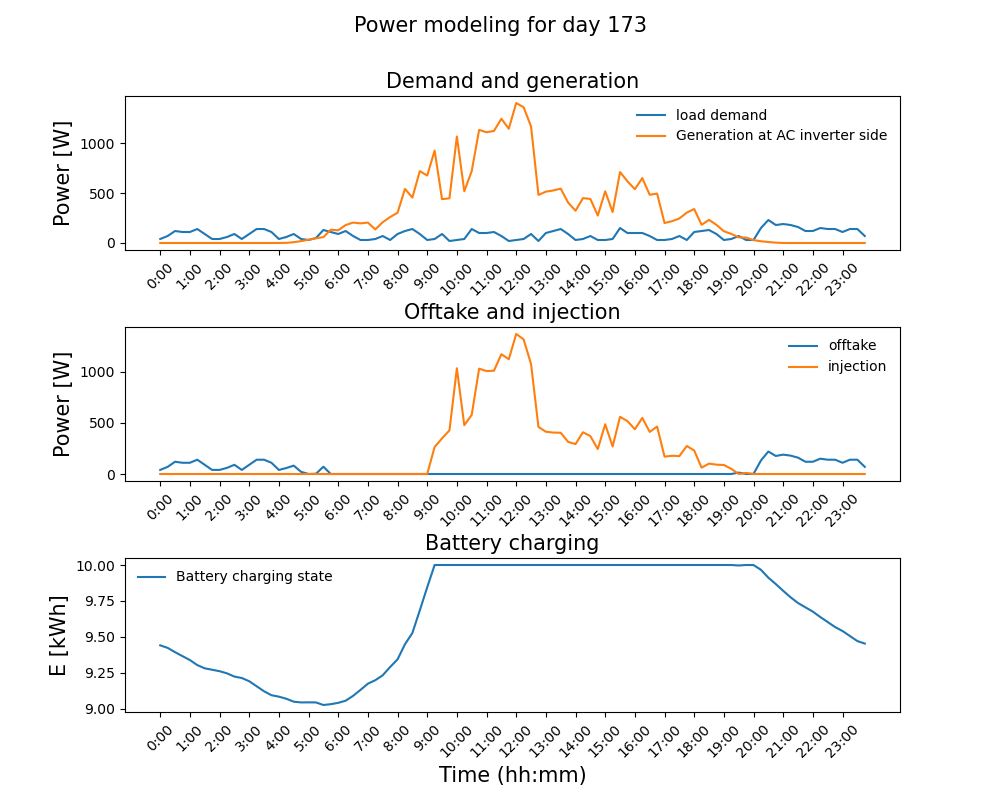 Power modeling for day 173
Demand and generation
Power [W]
1000
500
0
load demand
Generation at AC inverter side
0:00 1:00 2:00 3:00 4:00 5:00 6:00 7:00 8:00 9:00 10:00 11:00 12:00 13:00 14:00 15:00 16:00 17:00 18:00 19:00 20:00 21:00 22:00 23:00
Offtake and injection
Power [W]
1000
500
0
offtake
injection
0:00 1:00 2:00 3:00 4:00 5:00 6:00 7:00 8:00 9:00 10:00 11:00 12:00 13:00 14:00 15:00 16:00 17:00 18:00 19:00 20:00 21:00 22:00 23:00
Battery charging
E [kWh]
10.00
9.75
9.50
9.25
9.00
Battery charging state
0:00 1:00 2:00 3:00 4:00 5:00 6:00 7:00 8:00 9:00 10:00 11:00 12:00 13:00 14:00 15:00 16:00 17:00 18:00 19:00 20:00 21:00 22:00 23:00
Time (hh:mm)